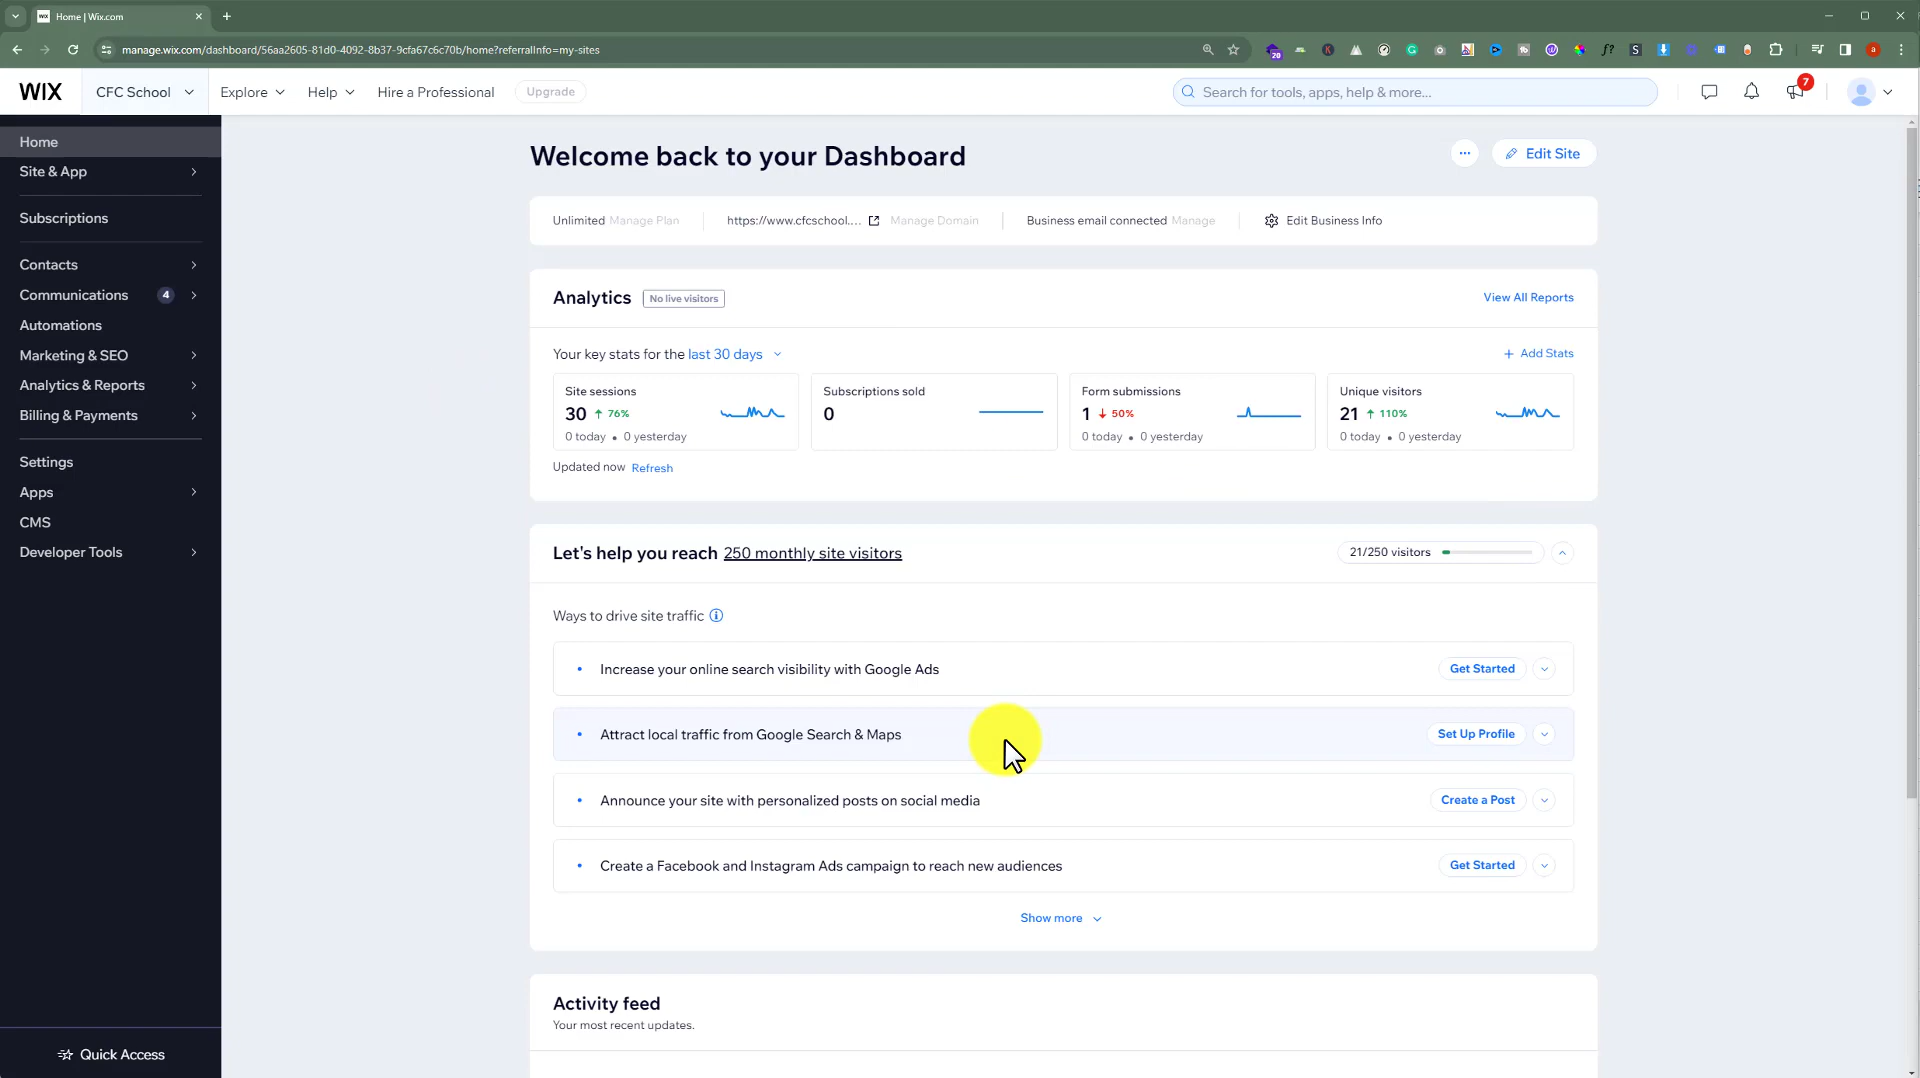 Home | Wix.com
manage.wix.com/dashboard/56aa2605-81d0-4092-8b37-9cfa67c6c70b/home?referralInfo=my-sites
20
WIX
CFC School
Explore
Help
Hire a Professional
Upgrade
Search for tools, apps, help & more...
7
Home
Site & App
Subscriptions
Contacts
Communications 4
Automations
Marketing & SEO
Analytics & Reports
Billing & Payments
Settings
Apps
CMS
Developer Tools
Quick Access
Welcome back to your Dashboard
Edit Site
Unlimited Manage Plan
https://www.cfcschool.... Manage Domain
Business email connected Manage
Edit Business Info
Analytics No live visitors
View All Reports
Your key stats for the last 30 days
+ Add Stats
Site sessions
30 ↑ 76%
0 today • 0 yesterday
Subscriptions sold
0
Form submissions
1 ↓ 50%
0 today • 0 yesterday
Unique visitors
21 ↑ 110%
0 today • 0 yesterday
Updated now Refresh
Let's help you reach 250 monthly site visitors
21/250 visitors
Ways to drive site traffic
• Increase your online search visibility with Google Ads
Get Started
• Attract local traffic from Google Search & Maps
Set Up Profile
• Announce your site with personalized posts on social media
Create a Post
• Create a Facebook and Instagram Ads campaign to reach new audiences
Get Started
Show more
Activity feed
Your most recent updates.